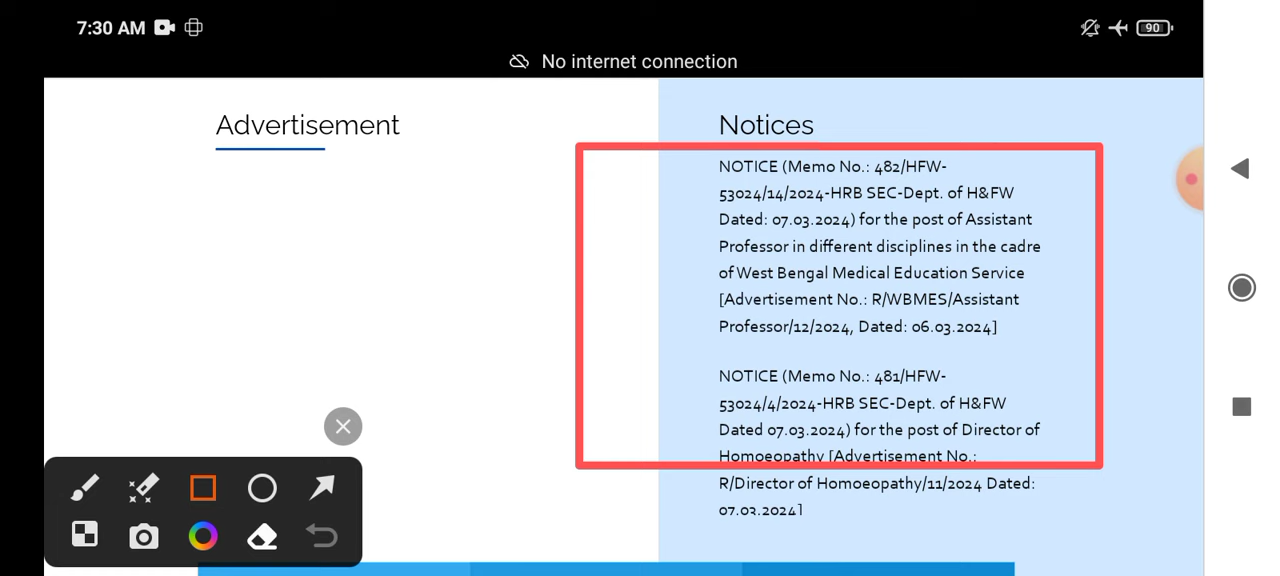 7:30 AM
90
No internet connection
Advertisement
Notices
NOTICE (Memo No.: 482/HFW-
53024/14/2024-HRB SEC-Dept. of H&FW
Dated: 07.03.2024) for the post of Assistant
Professor in different disciplines in the cadre
of West Bengal Medical Education Service
[Advertisement No.: R/WBMES/Assistant
Professor/12/2024, Dated: 06.03.2024]
NOTICE (Memo No.: 481/HFW-
53024/4/2024-HRB SEC-Dept. of H&FW
Dated 07.03.2024) for the post of Director of
Homoeopathy [Advertisement No.:
R/Director of Homoeopathy/11/2024 Dated:
07.03.2024]